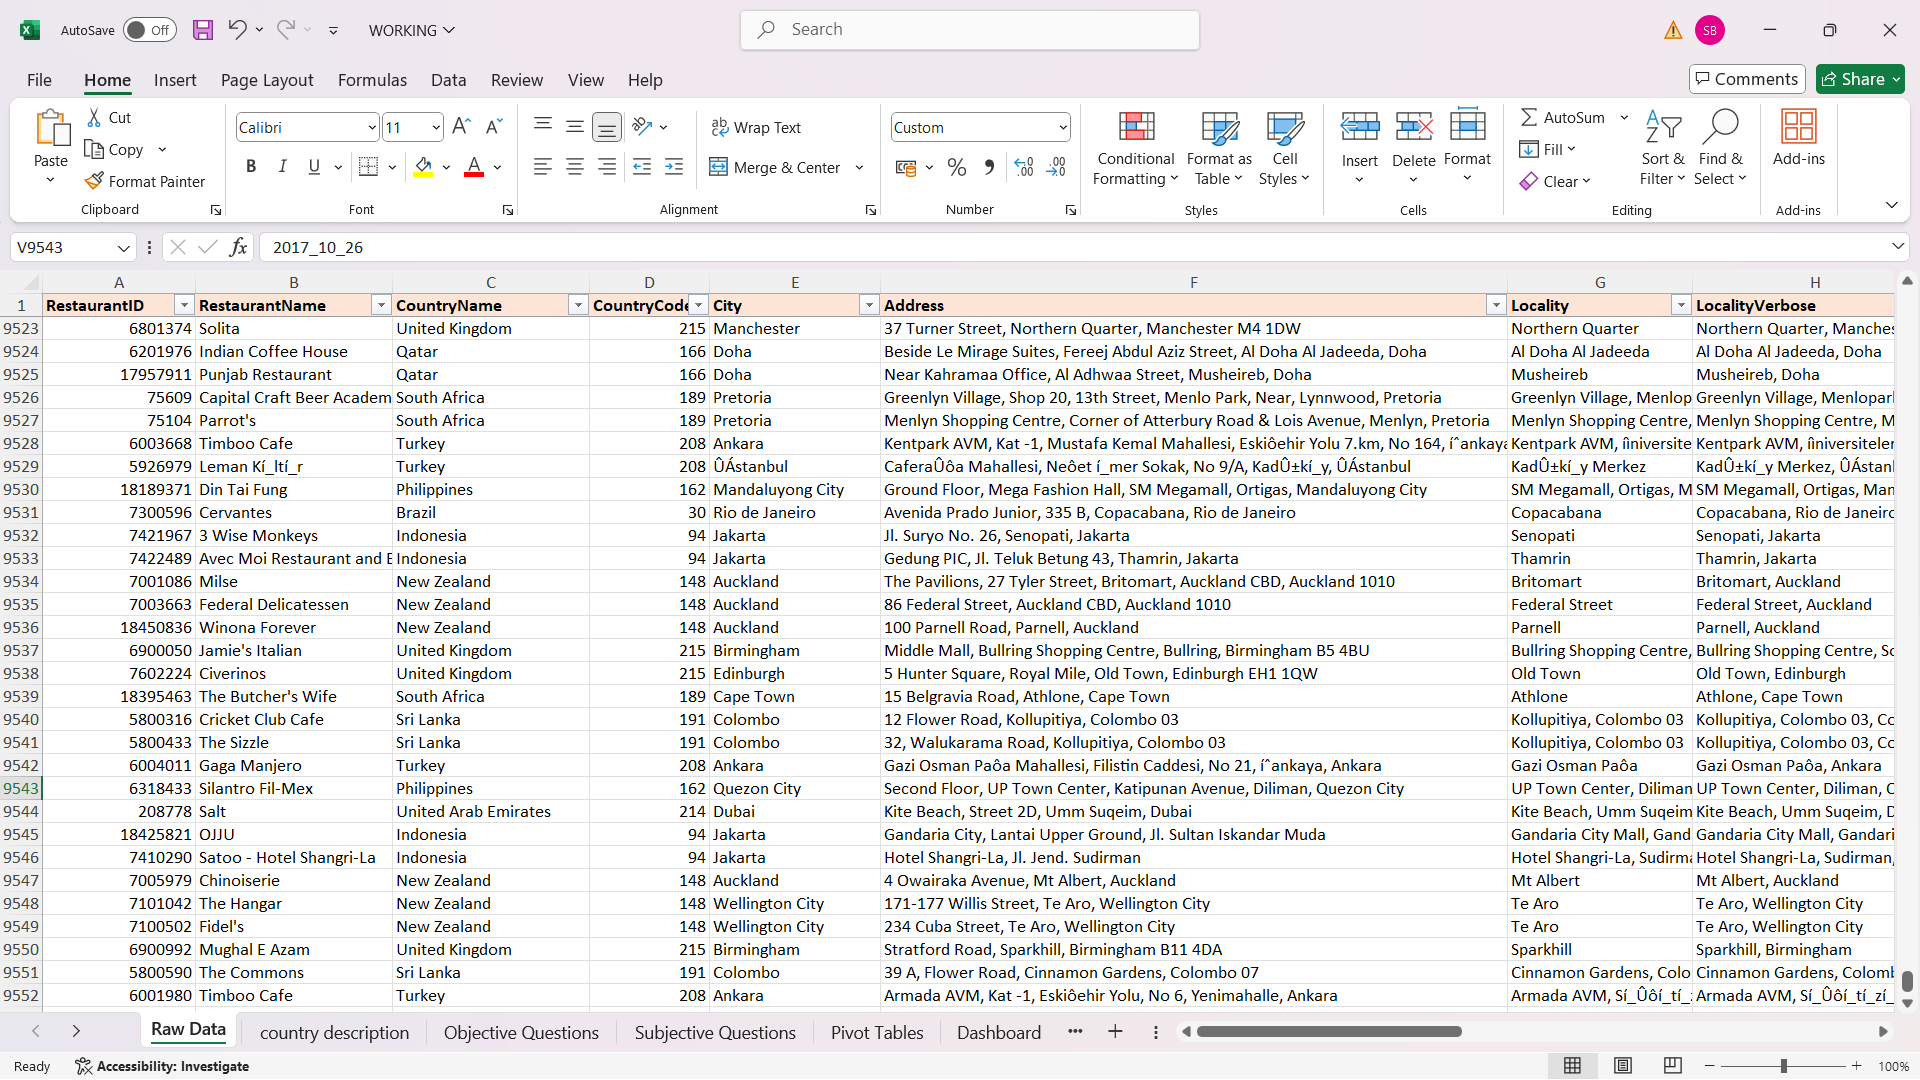 AutoSave Off WORKING Search SB
File Home Insert Page Layout Formulas Data Review View Help Comments Share
Paste Cut Copy Format Painter Clipboard
Calibri 11 B I U A Font
Wrap Text Merge & Center Alignment
Custom % Number
Conditional Formatting Format as Table Cell Styles Styles
Insert Delete Format Cells
AutoSum Fill Clear Sort & Filter Find & Select Editing
Add-ins Add-ins
V9543 fx 2017_10_26
A B C D E F G H
1 RestaurantID RestaurantName CountryName CountryCode City Address Locality LocalityVerbose
9523 6801374 Solita United Kingdom 215 Manchester 37 Turner Street, Northern Quarter, Manchester M4 1DW Northern Quarter Northern Quarter, Manches
9524 6201976 Indian Coffee House Qatar 166 Doha Beside Le Mirage Suites, Fereej Abdul Aziz Street, Al Doha Al Jadeeda, Doha Al Doha Al Jadeeda Al Doha Al Jadeeda, Doha
9525 17957911 Punjab Restaurant Qatar 166 Doha Near Kahramaa Office, Al Adhwaa Street, Musheireb, Doha Musheireb Musheireb, Doha
9526 75609 Capital Craft Beer Academ South Africa 189 Pretoria Greenlyn Village, Shop 20, 13th Street, Menlo Park, Near, Lynnwood, Pretoria Greenlyn Village, Menlop Greenlyn Village, Menlopar
9527 75104 Parrot's South Africa 189 Pretoria Menlyn Shopping Centre, Corner of Atterbury Road & Lois Avenue, Menlyn, Pretoria Menlyn Shopping Centre, Menlyn Shopping Centre, M
9528 6003668 Timboo Cafe Turkey 208 Ankara Kentpark AVM, Kat -1, Mustafa Kemal Mahallesi, Eskiôehir Yolu 7.km, No 164, íˆankaya Kentpark AVM, íìniversite Kentpark AVM, íìniversiteler
9529 5926979 Leman Kí_ltí_r Turkey 208 ÛÁstanbul CaferaÛôa Mahallesi, Neôet í_mer Sokak, No 9/A, KadÛ±kí_y, ÛÁstanbul KadÛ±kí_y Merkez KadÛ±kí_y Merkez, ÛÁstanl
9530 18189371 Din Tai Fung Philippines 162 Mandaluyong City Ground Floor, Mega Fashion Hall, SM Megamall, Ortigas, Mandaluyong City SM Megamall, Ortigas, M SM Megamall, Ortigas, Man
9531 7300596 Cervantes Brazil 30 Rio de Janeiro Avenida Prado Junior, 335 B, Copacabana, Rio de Janeiro Copacabana Copacabana, Rio de Janeiro
9532 7421967 3 Wise Monkeys Indonesia 94 Jakarta Jl. Suryo No. 26, Senopati, Jakarta Senopati Senopati, Jakarta
9533 7422489 Avec Moi Restaurant and E Indonesia 94 Jakarta Gedung PIC, Jl. Teluk Betung 43, Thamrin, Jakarta Thamrin Thamrin, Jakarta
9534 7001086 Milse New Zealand 148 Auckland The Pavilions, 27 Tyler Street, Britomart, Auckland CBD, Auckland 1010 Britomart Britomart, Auckland
9535 7003663 Federal Delicatessen New Zealand 148 Auckland 86 Federal Street, Auckland CBD, Auckland 1010 Federal Street Federal Street, Auckland
9536 18450836 Winona Forever New Zealand 148 Auckland 100 Parnell Road, Parnell, Auckland Parnell Parnell, Auckland
9537 6900050 Jamie's Italian United Kingdom 215 Birmingham Middle Mall, Bullring Shopping Centre, Bullring, Birmingham B5 4BU Bullring Shopping Centre, Bullring Shopping Centre, So
9538 7602224 Civerinos United Kingdom 215 Edinburgh 5 Hunter Square, Royal Mile, Old Town, Edinburgh EH1 1QW Old Town Old Town, Edinburgh
9539 18395463 The Butcher's Wife South Africa 189 Cape Town 15 Belgravia Road, Athlone, Cape Town Athlone Athlone, Cape Town
9540 5800316 Cricket Club Cafe Sri Lanka 191 Colombo 12 Flower Road, Kollupitiya, Colombo 03 Kollupitiya, Colombo 03 Kollupitiya, Colombo 03, Co
9541 5800433 The Sizzle Sri Lanka 191 Colombo 32, Walukarama Road, Kollupitiya, Colombo 03 Kollupitiya, Colombo 03 Kollupitiya, Colombo 03, Co
9542 6004011 Gaga Manjero Turkey 208 Ankara Gazi Osman Paôa Mahallesi, Filistin Caddesi, No 21, íˆankaya, Ankara Gazi Osman Paôa Gazi Osman Paôa, Ankara
9543 6318433 Silantro Fil-Mex Philippines 162 Quezon City Second Floor, UP Town Center, Katipunan Avenue, Diliman, Quezon City UP Town Center, Diliman UP Town Center, Diliman, Q
9544 208778 Salt United Arab Emirates 214 Dubai Kite Beach, Street 2D, Umm Suqeim, Dubai Kite Beach, Umm Suqeim Kite Beach, Umm Suqeim, D
9545 18425821 OJJU Indonesia 94 Jakarta Gandaria City, Lantai Upper Ground, Jl. Sultan Iskandar Muda Gandaria City Mall, Gand Gandaria City Mall, Gandari
9546 7410290 Satoo - Hotel Shangri-La Indonesia 94 Jakarta Hotel Shangri-La, Jl. Jend. Sudirman Hotel Shangri-La, Sudirma Hotel Shangri-La, Sudirman,
9547 7005979 Chinoiserie New Zealand 148 Auckland 4 Owairaka Avenue, Mt Albert, Auckland Mt Albert Mt Albert, Auckland
9548 7101042 The Hangar New Zealand 148 Wellington City 171-177 Willis Street, Te Aro, Wellington City Te Aro Te Aro, Wellington City
9549 7100502 Fidel's New Zealand 148 Wellington City 234 Cuba Street, Te Aro, Wellington City Te Aro Te Aro, Wellington City
9550 6900992 Mughal E Azam United Kingdom 215 Birmingham Stratford Road, Sparkhill, Birmingham B11 4DA Sparkhill Sparkhill, Birmingham
9551 5800590 The Commons Sri Lanka 191 Colombo 39 A, Flower Road, Cinnamon Gardens, Colombo 07 Cinnamon Gardens, Colo Cinnamon Gardens, Colomb
9552 6001980 Timboo Cafe Turkey 208 Ankara Armada AVM, Kat -1, Eskiôehir Yolu, No 6, Yenimahalle, Ankara Armada AVM, Sí_Ûôí_tí_z Armada AVM, Sí_Ûôí_tí_zí_
Raw Data country description Objective Questions Subjective Questions Pivot Tables Dashboard
Ready Accessibility: Investigate 100%